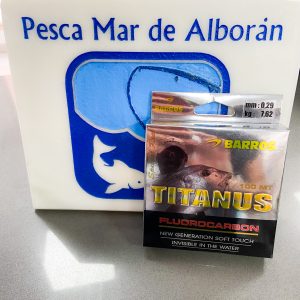 Pesca Mar de Alborán
mm: 0,29
kg: 7,62
BARROS
100 MT
TITANUS
FLUOROCARBON
NEW GENERATION SOFT TOUCH
INVISIBLE IN THE WATER